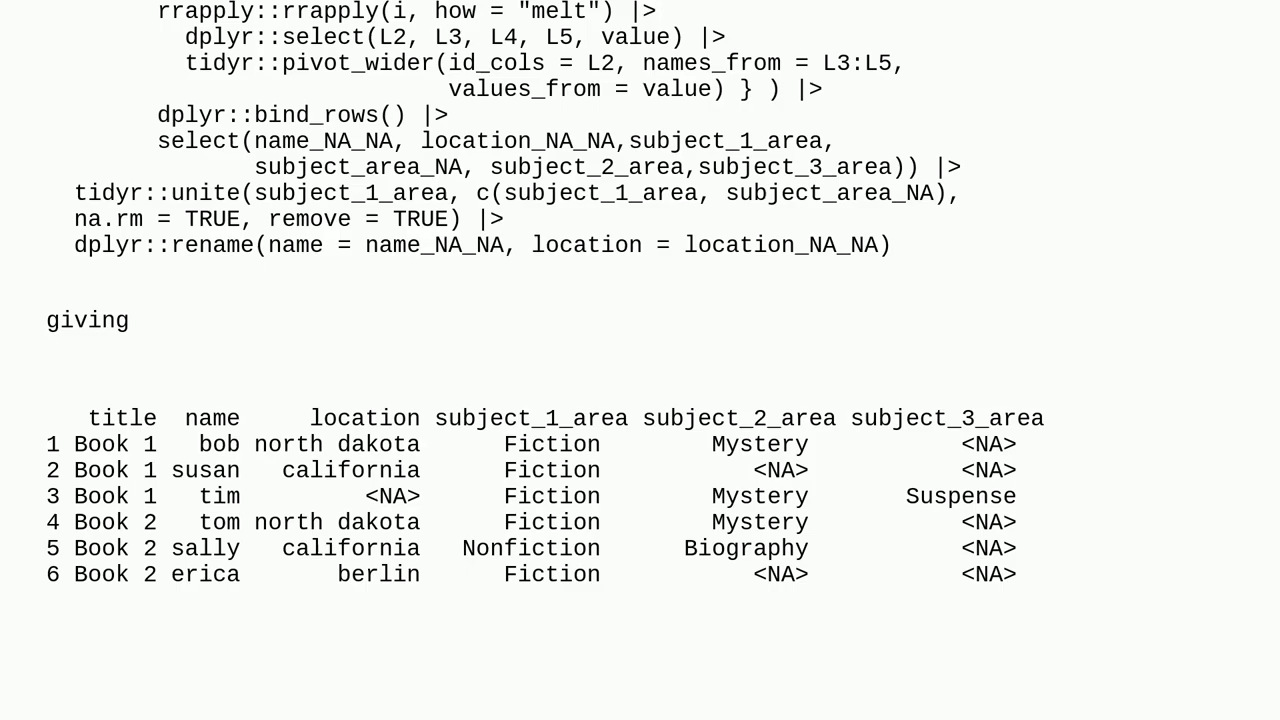 rrapply::rrapply(i, how = "melt") |>
dplyr::select(L2, L3, L4, L5, value) |>
tidyr::pivot_wider(id_cols = L2, names_from = L3:L5,
values_from = value) } ) |>
dplyr::bind_rows() |>
select(name_NA_NA, location_NA_NA,subject_1_area,
subject_area_NA, subject_2_area,subject_3_area)) |>
tidyr::unite(subject_1_area, c(subject_1_area, subject_area_NA),
na.rm = TRUE, remove = TRUE) |>
dplyr::rename(name = name_NA_NA, location = location_NA_NA)
giving
title name location subject_1_area subject_2_area subject_3_area
1 Book 1 bob north dakota Fiction Mystery <NA>
2 Book 1 susan california Fiction <NA> <NA>
3 Book 1 tim <NA> Fiction Mystery Suspense
4 Book 2 tom north dakota Fiction Mystery <NA>
5 Book 2 sally california Nonfiction Biography <NA>
6 Book 2 erica berlin Fiction <NA> <NA>